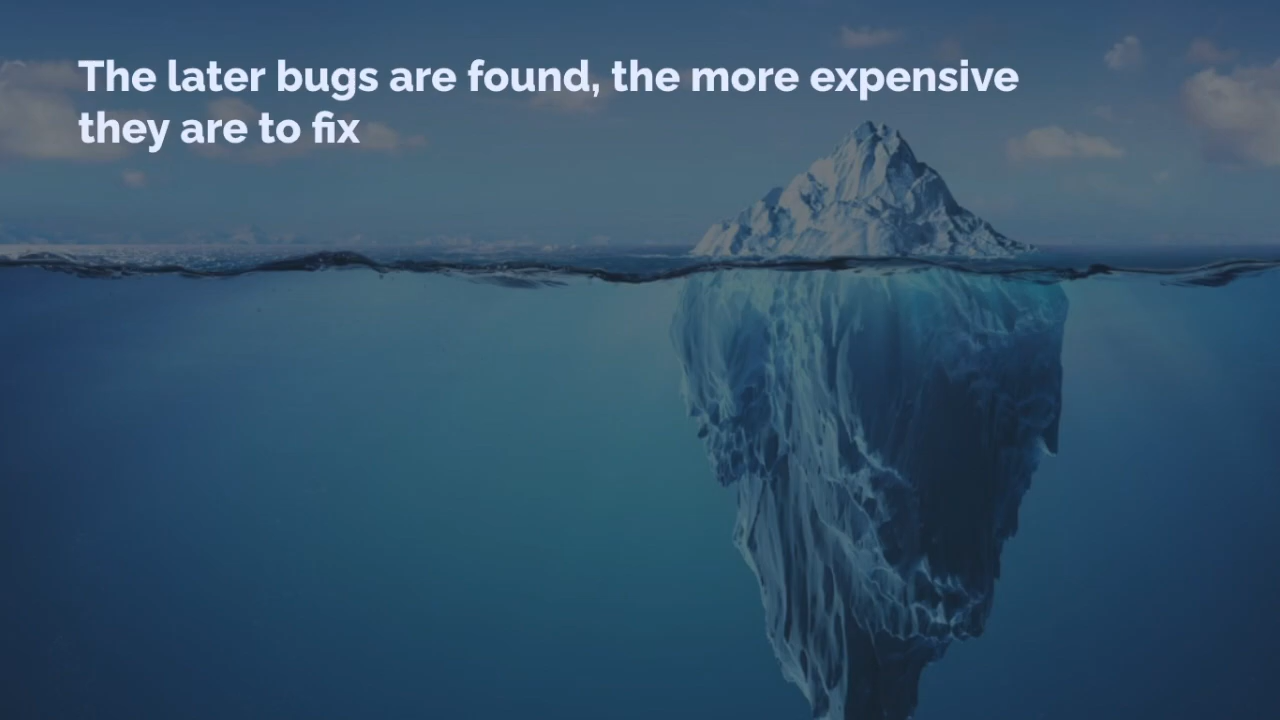 The later bugs are found, the more expensive
they are to fix